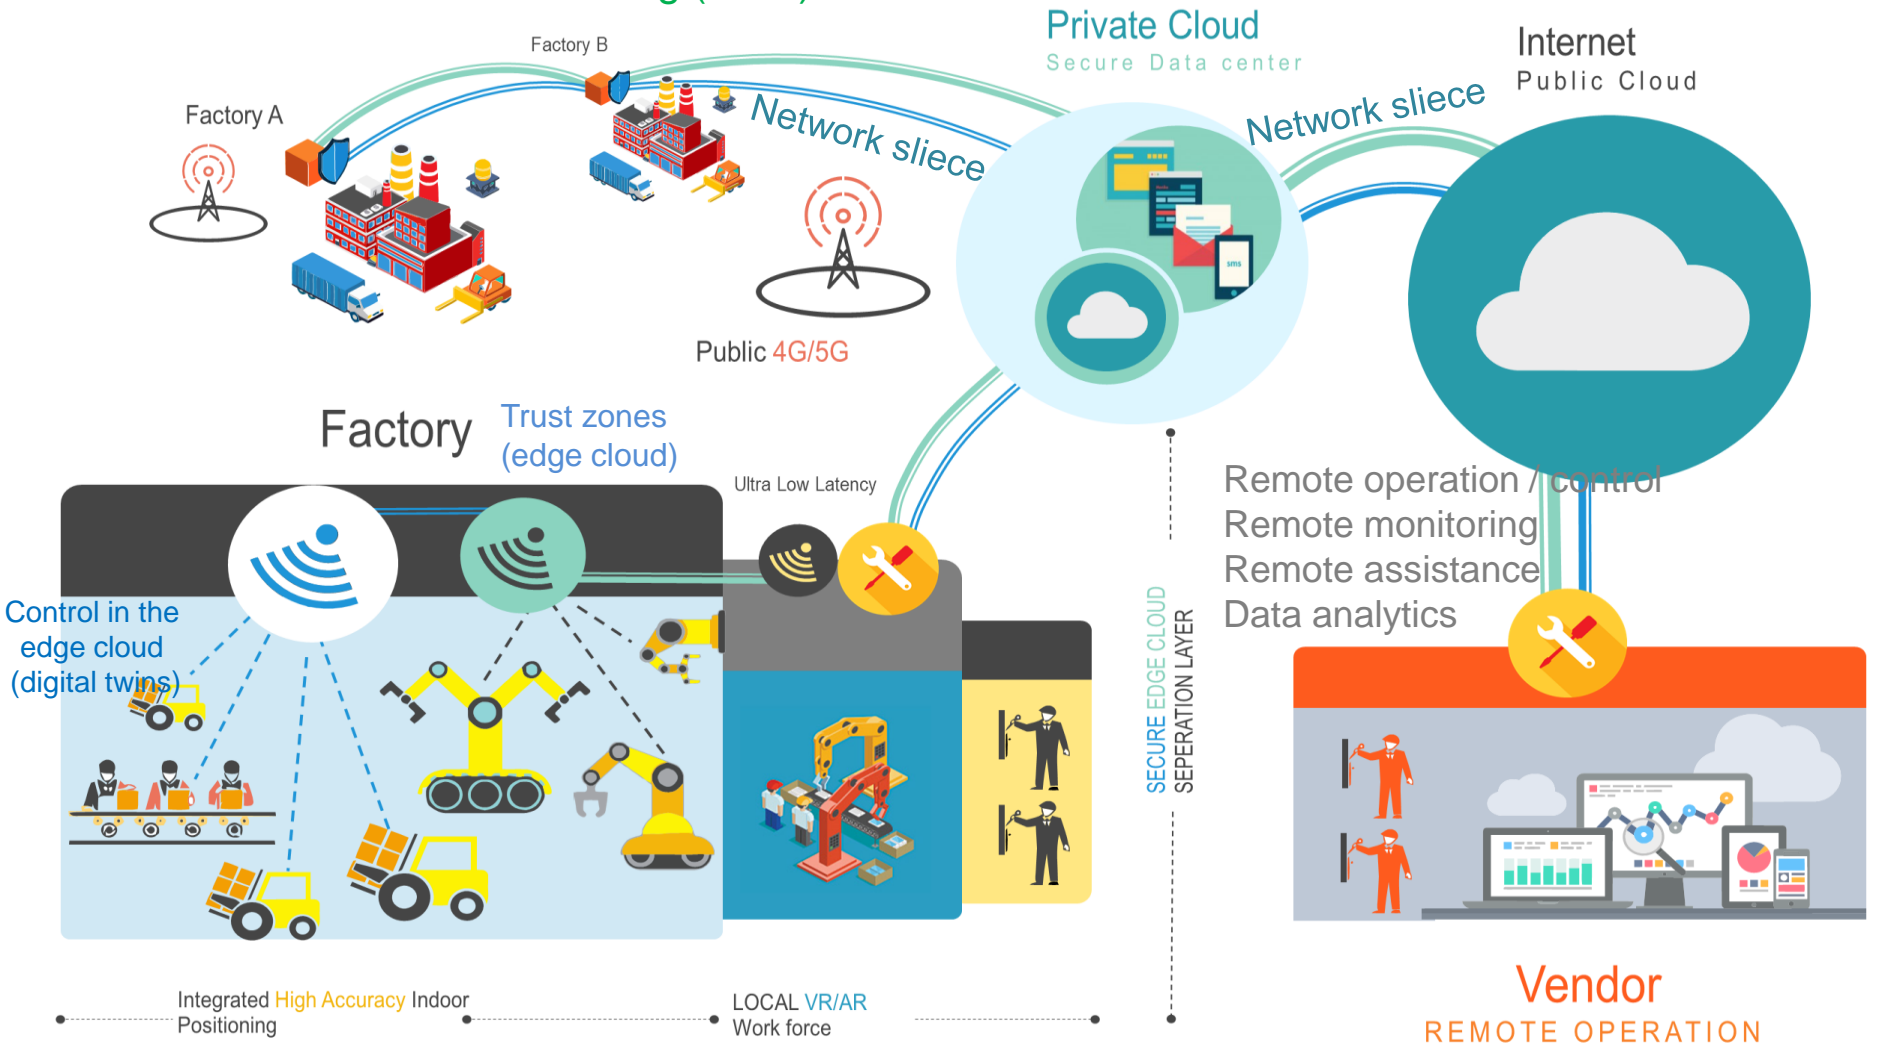 Private Cloud
Secure Data center
Internet
Public Cloud
Factory B
Factory A
Network sliece
Network sliece
Public 4G/5G
Factory
Trust zones
(edge cloud)
Ultra Low Latency
Remote operation / control
Remote monitoring
Remote assistance
Data analytics
Control in the
edge cloud
(digital twins)
sms
SECURE EDGE CLOUD
SEPERATION LAYER
Integrated High Accuracy Indoor
Positioning
LOCAL VR/AR
Work force
Vendor
REMOTE OPERATION